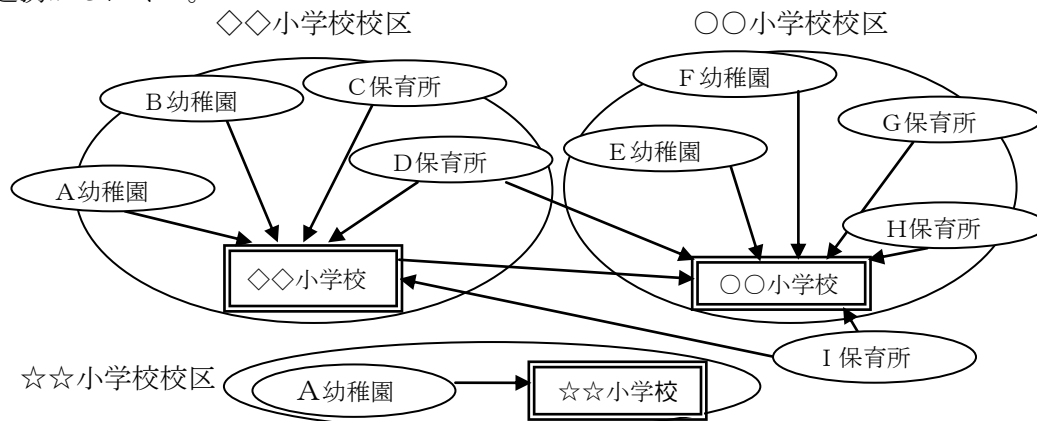 ◇◇小学校校区
○○小学校校区
B幼稚園
C保育所
F幼稚園
G保育所
A幼稚園
D保育所
E幼稚園
H保育所
◇◇小学校
○○小学校
I保育所
☆☆小学校校区
A幼稚園
☆☆小学校